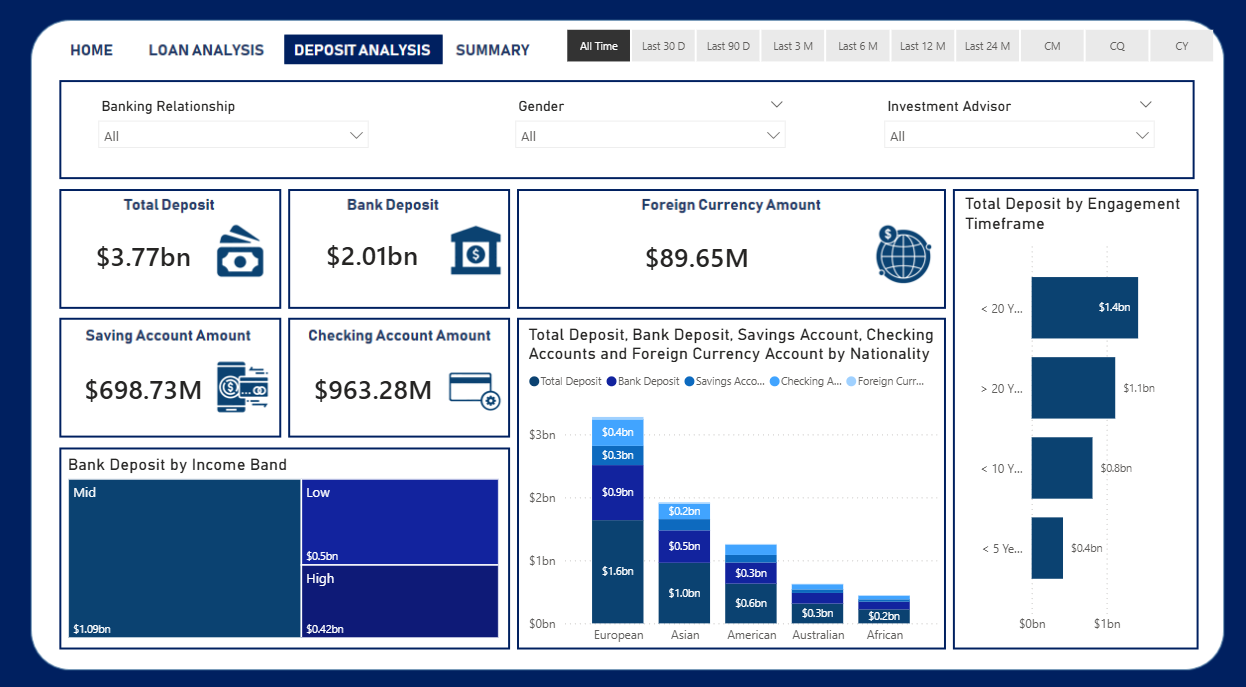 HOME
LOAN ANALYSIS
DEPOSIT ANALYSIS
SUMMARY
All Time
Last 30 D
Last 90 D
Last 3 M
Last 6 M
Last 12 M
Last 24 M
CM
CQ
CY
Banking Relationship
All
Gender
All
Investment Advisor
All
Total Deposit
$3.77bn
$
Bank Deposit
$2.01bn
$
Foreign Currency Amount
$89.65M
$
Total Deposit by Engagement
Timeframe
< 20 Y...
$1.4bn
> 20 Y...
$1.1bn
< 10 Y...
$0.8bn
< 5 Ye...
$0.4bn
$0bn
$1bn
Saving Account Amount
$698.73M
$
Checking Account Amount
$963.28M
Total Deposit, Bank Deposit, Savings Account, Checking
Accounts and Foreign Currency Account by Nationality
Total Deposit
Bank Deposit
Savings Acco...
Checking A...
Foreign Curr...
$3bn
$2bn
$1bn
$0bn
$0.4bn
$0.3bn
$0.9bn
$1.6bn
$0.2bn
$0.5bn
$1.0bn
$0.3bn
$0.6bn
$0.3bn
$0.2bn
European
Asian
American
Australian
African
Bank Deposit by Income Band
Mid
$1.09bn
Low
$0.5bn
High
$0.42bn